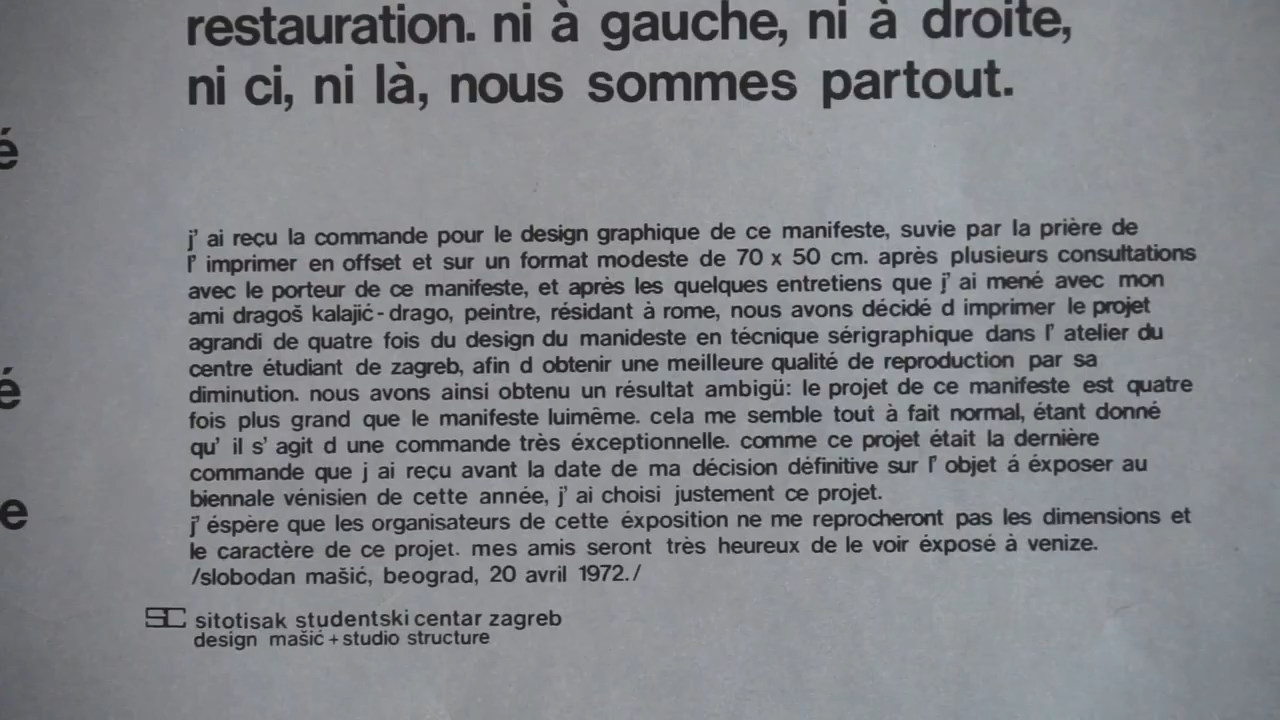 restauration. ni à gauche, ni à droite,
ni ci, ni là, nous sommes partout.
é
é
e
j' ai reçu la commande pour le design graphique de ce manifeste, suvie par la prière de
l' imprimer en offset et sur un format modeste de 70 x 50 cm. après plusieurs consultations
avec le porteur de ce manifeste, et après les quelques entretiens que j' ai mené avec mon
ami dragoš kalajić-drago, peintre, résidant à rome, nous avons décidé d imprimer le projet
agrandi de quatre fois du design du manideste en técnique sérigraphique dans l' atelier du
centre étudiant de zagreb, afin d obtenir une meilleure qualité de reproduction par sa
diminution. nous avons ainsi obtenu un résultat ambigü: le projet de ce manifeste est quatre
fois plus grand que le manifeste luimême. cela me semble tout à fait normal, étant donné
qu' il s' agit d une commande très éxceptionnelle. comme ce projet était la dernière
commande que j ai reçu avant la date de ma décision définitive sur l' objet á éxposer au
biennale vénisien de cette année, j' ai choisi justement ce projet.
j' éspère que les organisateurs de cette éxposition ne me reprocheront pas les dimensions et
le caractère de ce projet. mes amis seront très heureux de le voir éxposé à venize.
/slobodan mašić, beograd, 20 avril 1972./
SC sitotisak studentski centar zagreb
design mašić+studio structure